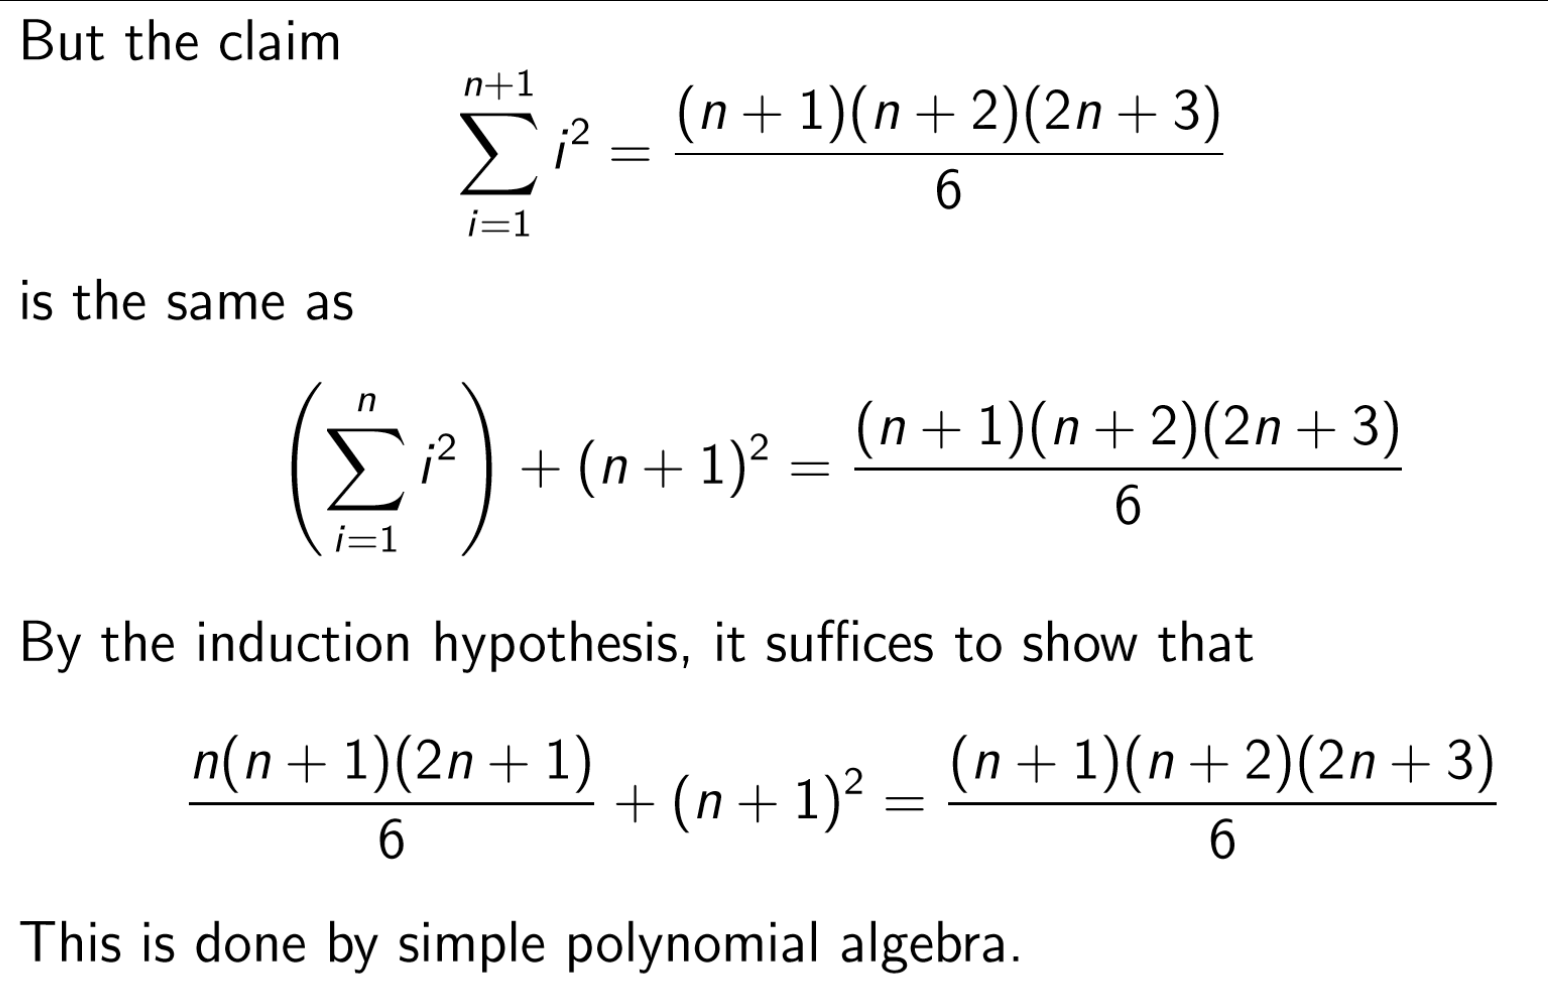 But the claim
\sum_{i=1}^{n+1} i^2 = \frac{(n+1)(n+2)(2n+3)}{6}
is the same as
\left( \sum_{i=1}^{n} i^2 \right) + (n+1)^2 = \frac{(n+1)(n+2)(2n+3)}{6}
By the induction hypothesis, it suffices to show that
\frac{n(n+1)(2n+1)}{6} + (n+1)^2 = \frac{(n+1)(n+2)(2n+3)}{6}
This is done by simple polynomial algebra.